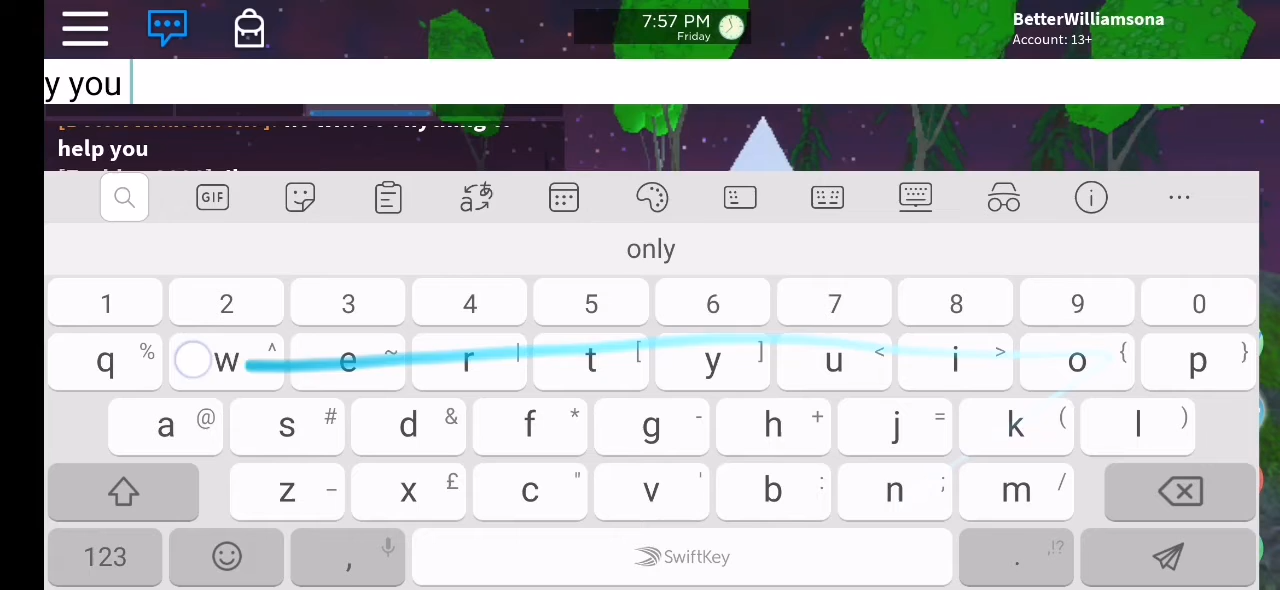 7:57 PM
Friday
BetterWilliamsona
Account: 13+
y you
help you
GIF
only
1 2 3 4 5 6 7 8 9 0
q % w ^ e ~ r | t [ y ] u < i > o { p }
a @ s # d & f * g - h + j = k ( l )
z _ x £ c " v ' b : n ; m /
123 , SwiftKey . ,!?